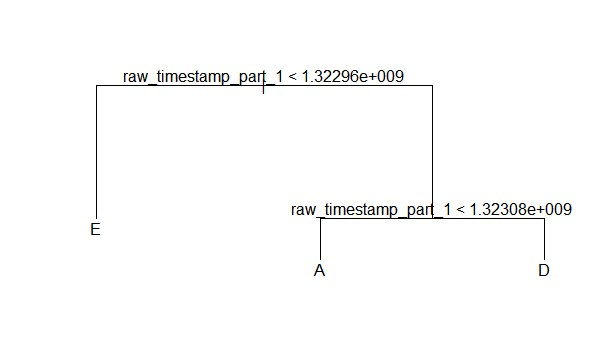 raw_timestamp_part_1 < 1.32296e+009
raw_timestamp_part_1 < 1.32308e+009
E
A
D